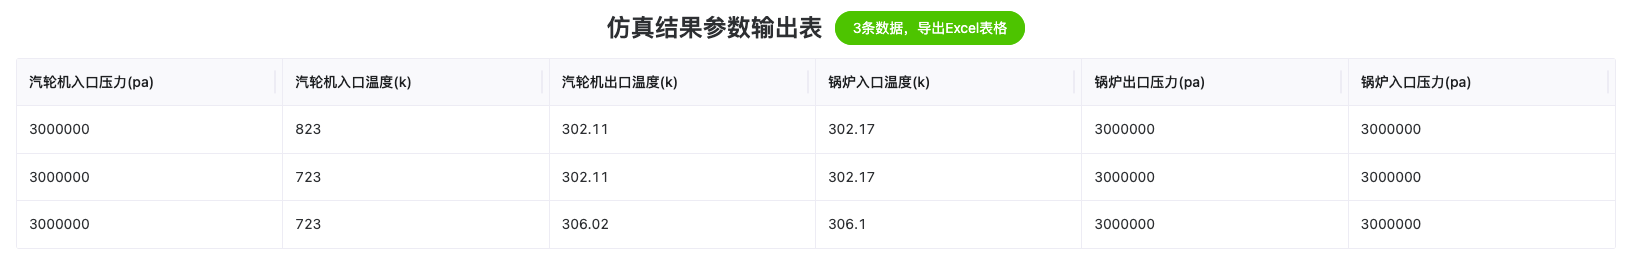 仿真结果参数输出表 3条数据，导出Excel表格
汽轮机入口压力(pa) 汽轮机入口温度(k) 汽轮机出口温度(k) 锅炉入口温度(k) 锅炉出口压力(pa) 锅炉入口压力(pa)
3000000 823 302.11 302.17 3000000 3000000
3000000 723 302.11 302.17 3000000 3000000
3000000 723 306.02 306.1 3000000 3000000